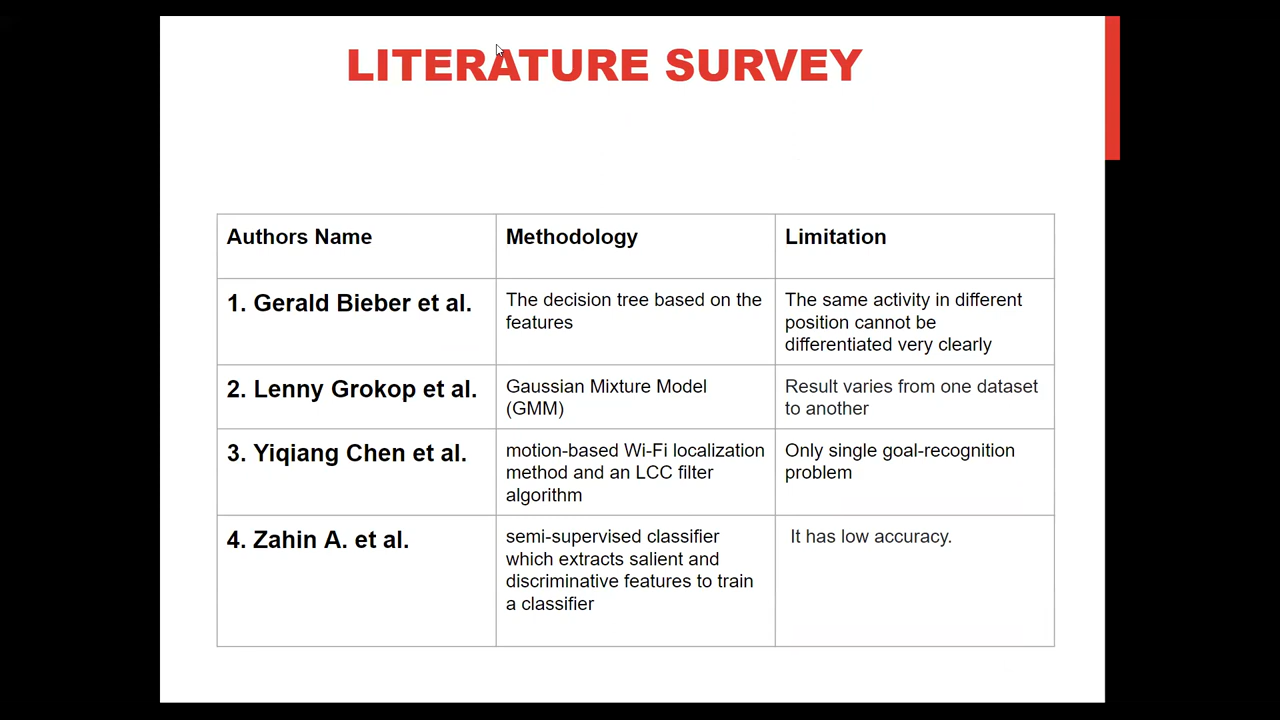 LITERATURE SURVEY
Authors Name
Methodology
Limitation
1. Gerald Bieber et al.
The decision tree based on the
features
The same activity in different
position cannot be
differentiated very clearly
2. Lenny Grokop et al.
Gaussian Mixture Model
(GMM)
Result varies from one dataset
to another
3. Yiqiang Chen et al.
motion-based Wi-Fi localization
method and an LCC filter
algorithm
Only single goal-recognition
problem
4. Zahin A. et al.
semi-supervised classifier
which extracts salient and
discriminative features to train
a classifier
It has low accuracy.